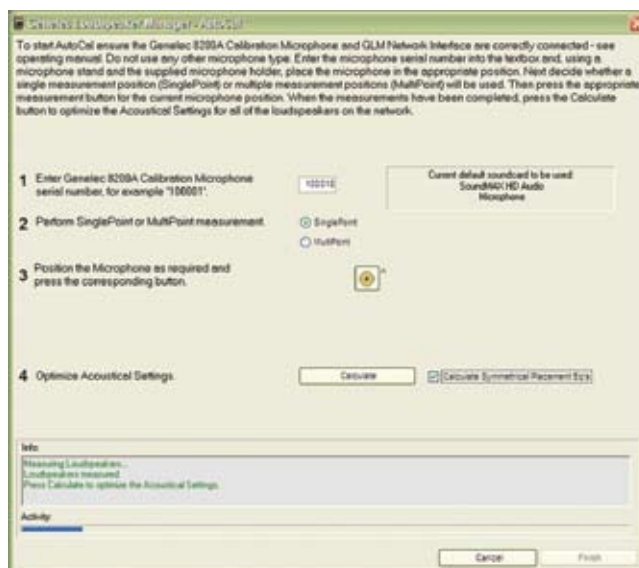 Genelec Loudspeaker Manager - AutoCal
To start AutoCal ensure the Genelec 8200A Calibration Microphone and GLM Network Interface are correctly connected - see
operating manual. Do not use any other microphone type. Enter the microphone serial number into the textbox and, using a
microphone stand and the supplied microphone holder, place the microphone in the appropriate position. Next decide whether a
single measurement position (SinglePoint) or multiple measurement positions (MultiPoint) will be used. Then press the appropriate
measurement button for the current microphone position. When the measurements have been completed, press the Calculate
button to optimize the Acoustical Settings for all of the loudspeakers on the network.
1 Enter Genelec 8200A Calibration Microphone
serial number, for example "100001".
Current default soundcard to be used:
SoundMAX HD Audio
Microphone
2 Perform SinglePoint or MultiPoint measurement.
SinglePoint
MultiPoint
3 Position the Microphone as required and
press the corresponding button.
4 Optimize Acoustical Settings.
Calculate
Calculate Symmetrical Placement Eq's
Info:
Measuring Loudspeakers...
Loudspeakers measured.
Press Calculate to optimize the Acoustical Settings.
Activity:
Cancel
Finish